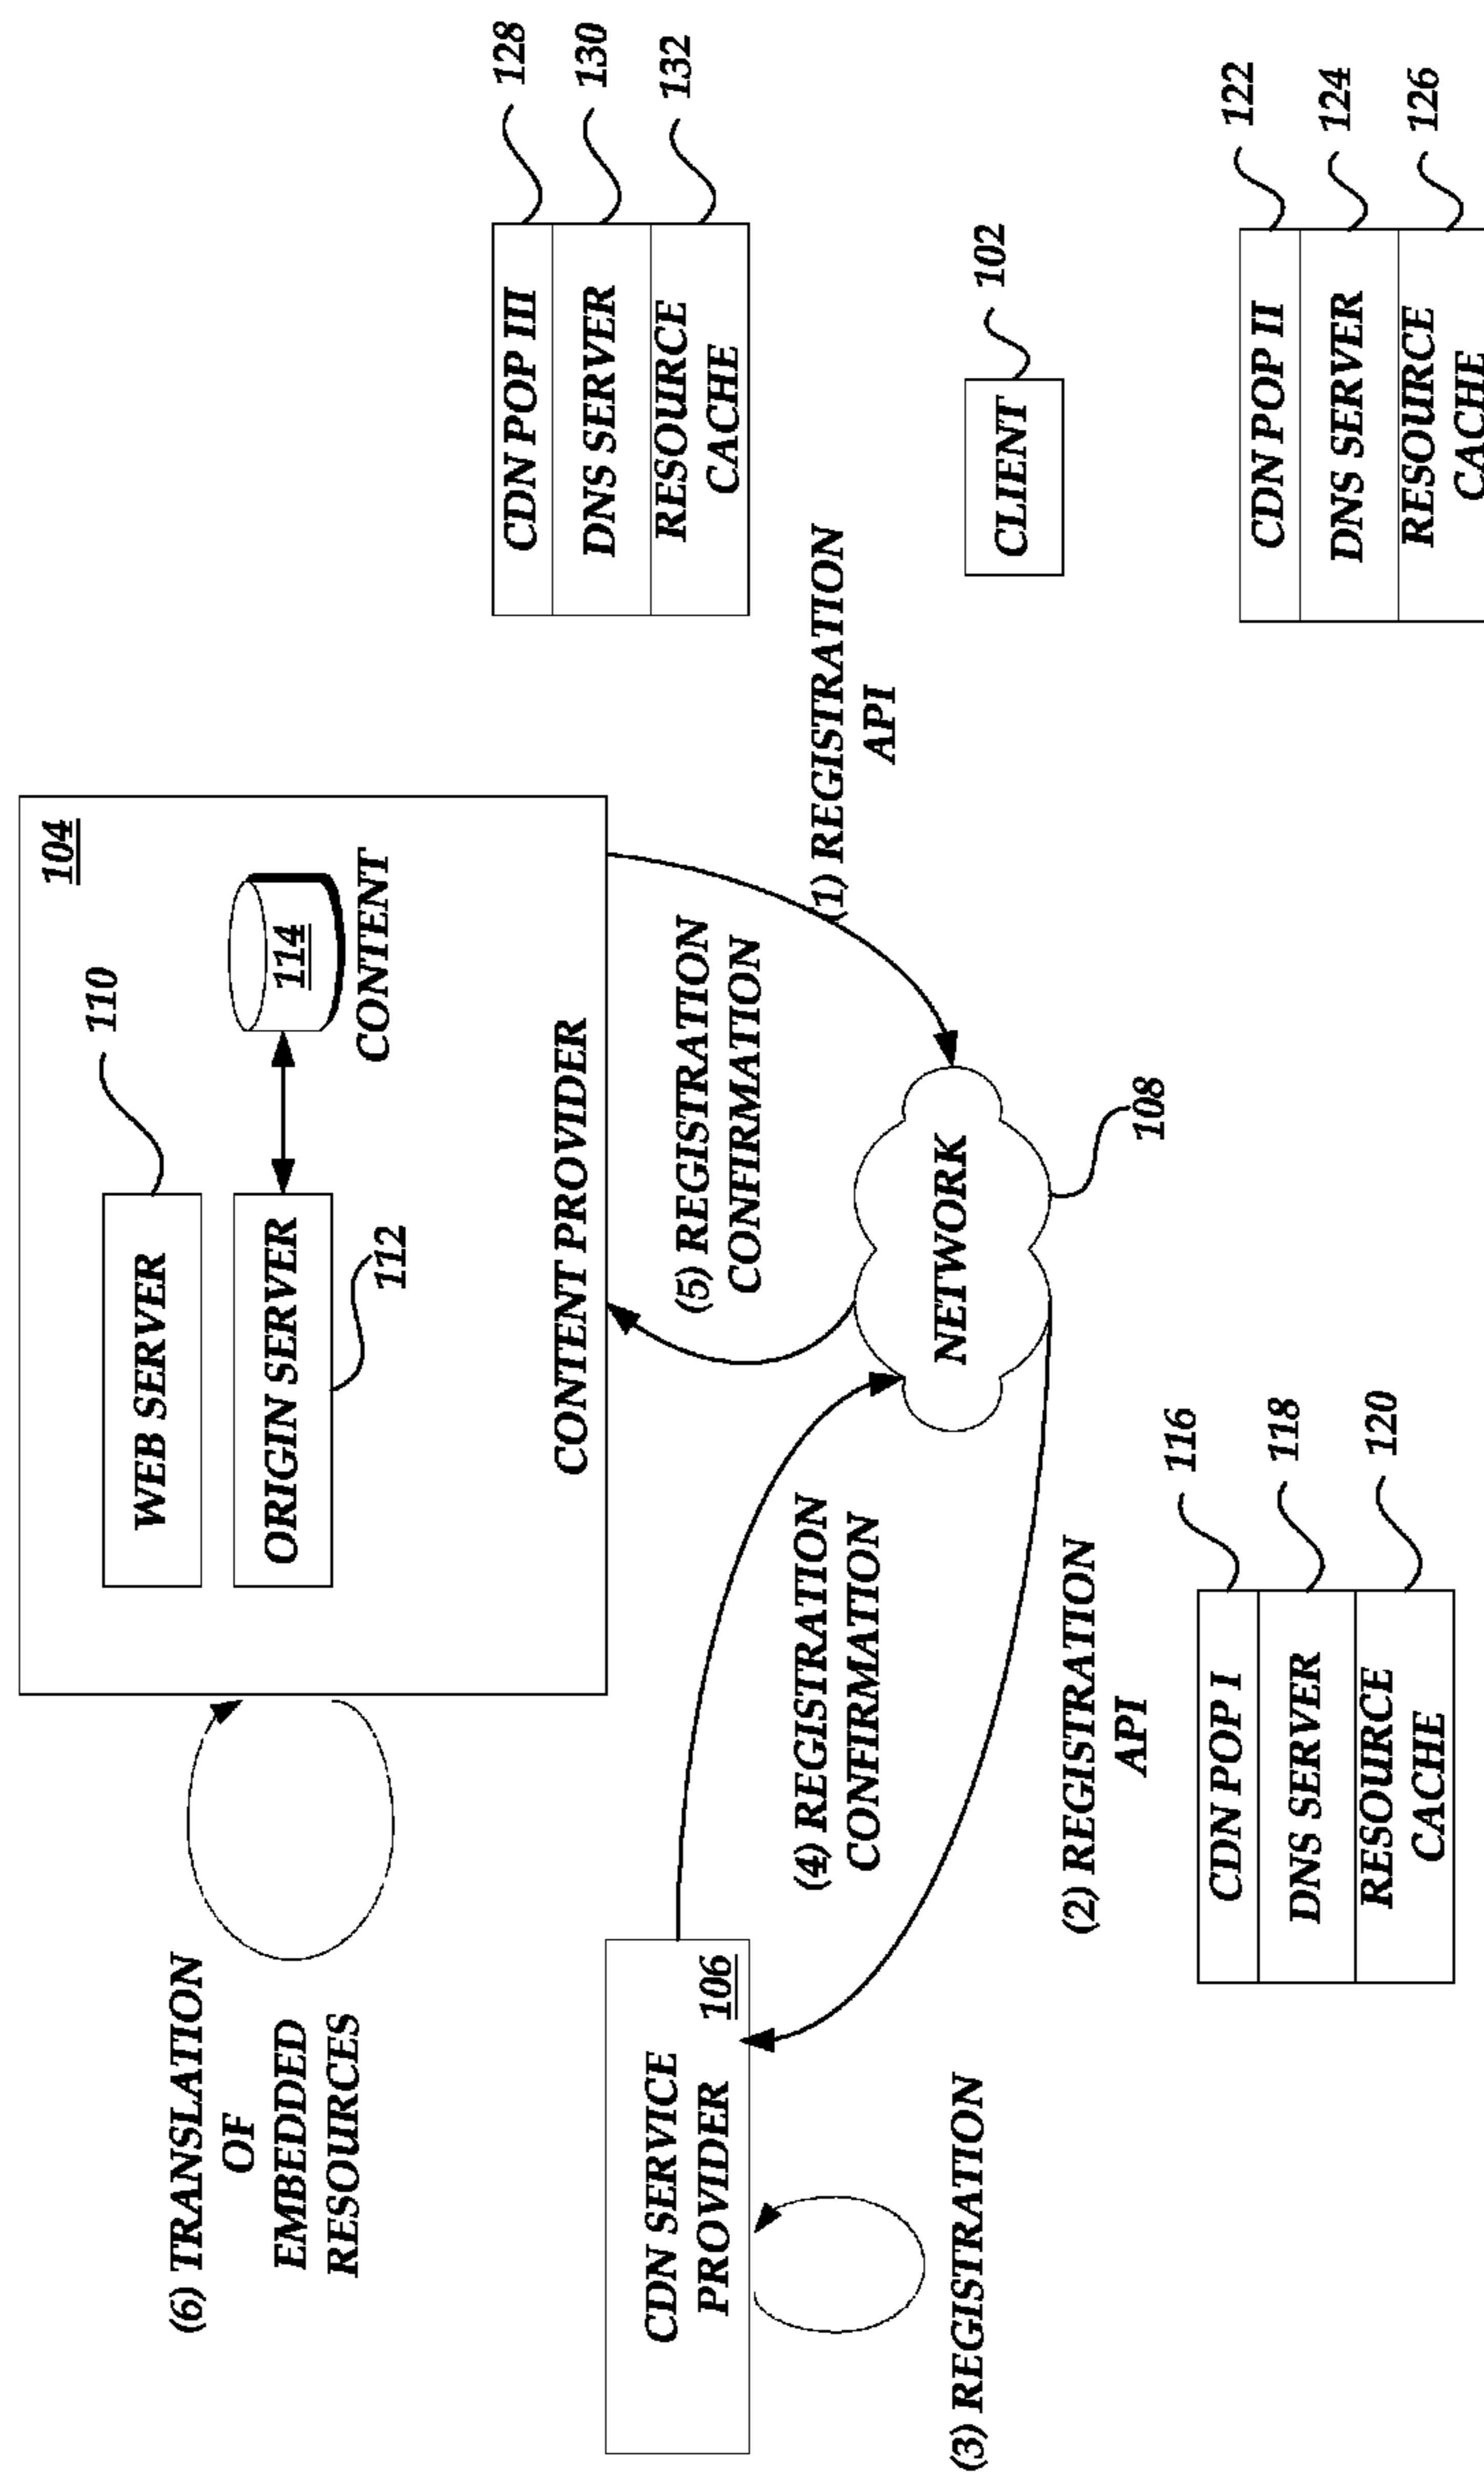 (6) TRANSLATION
OF
EMBEDDED
RESOURCES
104
WEB SERVER
110
ORIGIN SERVER
112
114
CONTENT
CONTENT PROVIDER
CDN POP III
128
DNS SERVER
130
RESOURCE
CACHE
132
CDN SERVICE
PROVIDER
106
(3) REGISTRATION
(4) REGISTRATION
CONFIRMATION
(5) REGISTRATION
CONFIRMATION
(1) REGISTRATION
API
NETWORK
108
CLIENT
102
(2) REGISTRATION
API
CDN POP I
116
DNS SERVER
118
RESOURCE
CACHE
120
CDN POP II
122
DNS SERVER
124
RESOURCE
CACHE
126